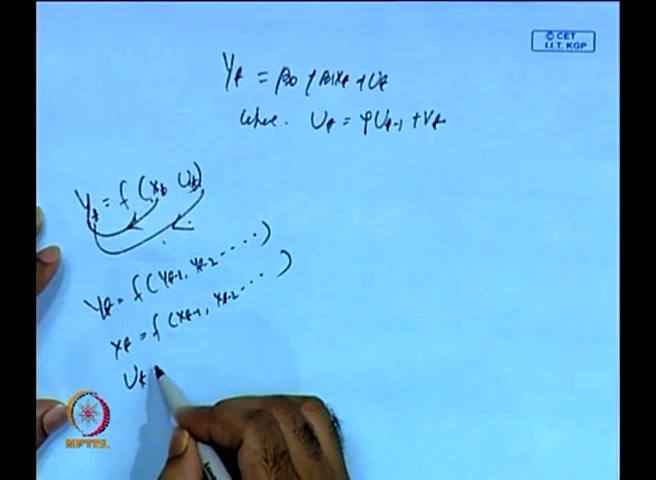 © CET
I.I.T. KGP
Yt = β0 + β1Xt + Ut
where. Ut = φUt-1 + Vt
Yt = f (Xt Ut)
Yt = f (Yt-1, Yt-2 ....)
Xt = f (Xt-1, Xt-2 ...)
Ut
NPTEL